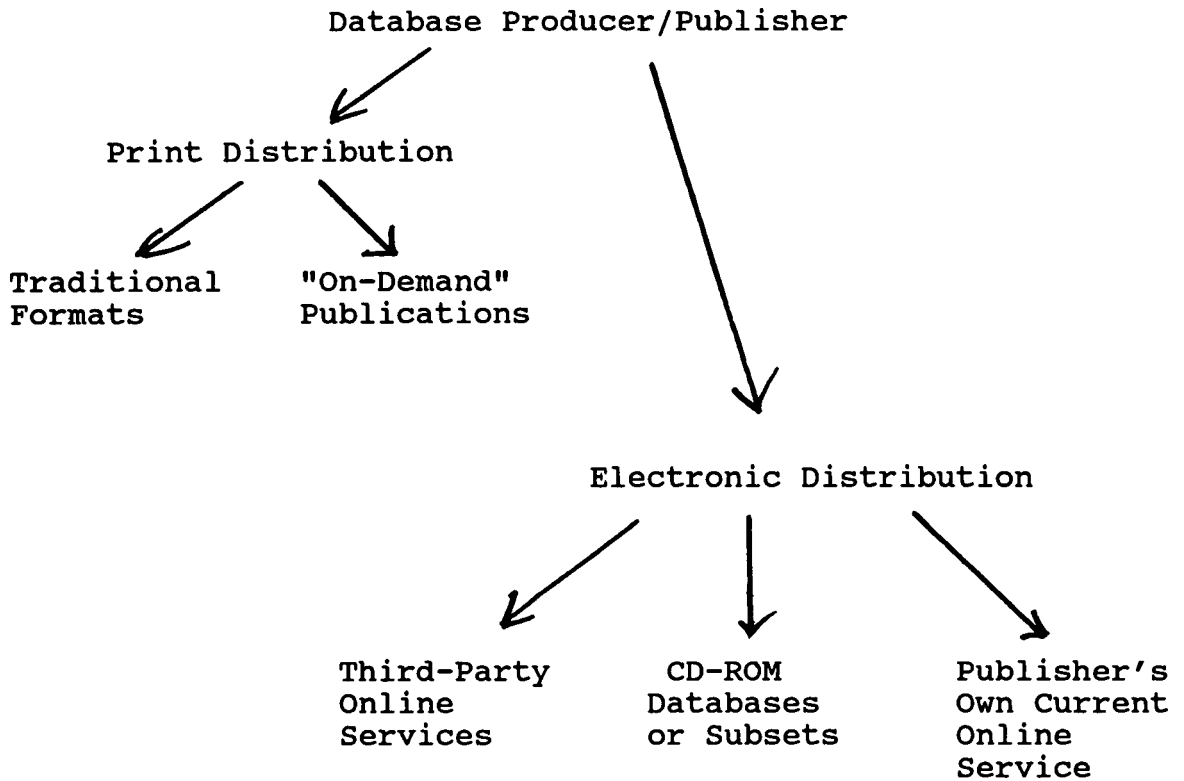 Database Producer/Publisher
Print Distribution
Traditional
Formats
"On-Demand"
Publications
Electronic Distribution
Third-Party
Online
Services
CD-ROM
Databases
or Subsets
Publisher's
Own Current
Online
Service